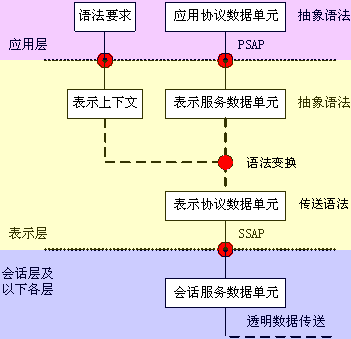 语法要求
应用协议数据单元
抽象语法
应用层
PSAP
表示上下文
表示服务数据单元
抽象语法
语法变换
表示协议数据单元
传送语法
表示层
SSAP
会话层及
以下各层
会话服务数据单元
透明数据传送